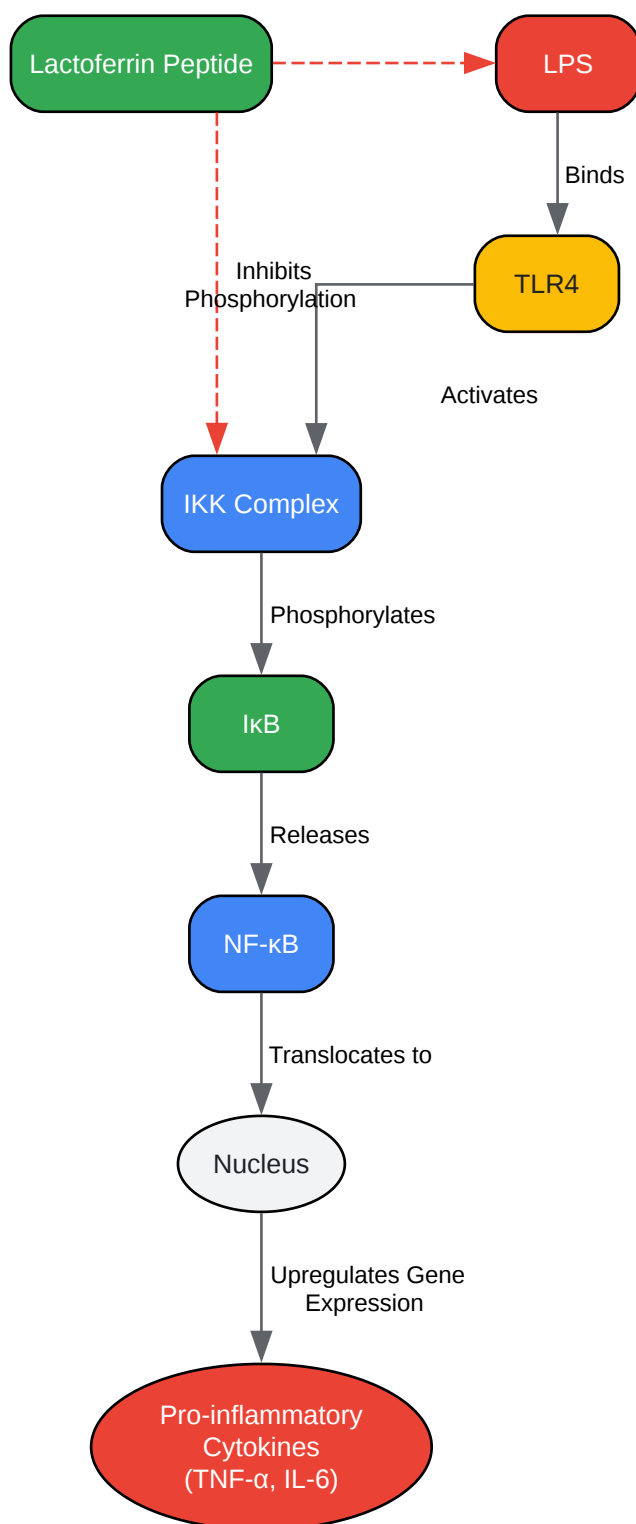 Lactoferrin Peptide
LPS
Binds
TLR4
Inhibits
Phosphorylation
Activates
IKK Complex
Phosphorylates
IκB
Releases
NF-κB
Translocates to
Nucleus
Upregulates Gene
Expression
Pro-inflammatory
Cytokines
(TNF-α, IL-6)